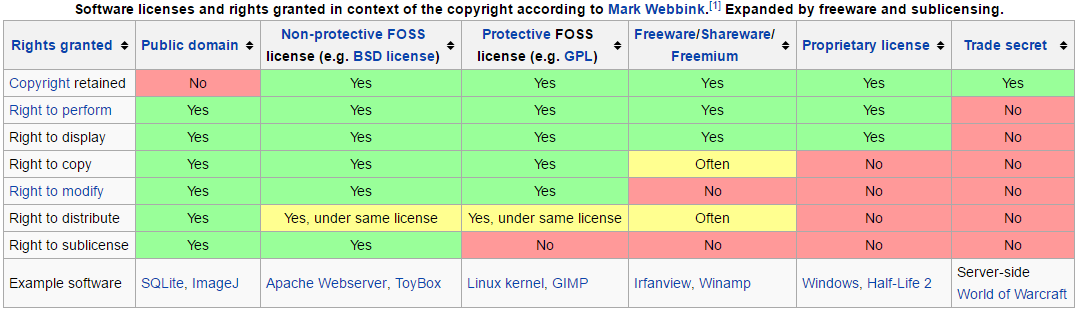 Software licenses and rights granted in context of the copyright according to Mark Webbink.[1] Expanded by freeware and sublicensing.
Rights granted Public domain Non-protective FOSS license (e.g. BSD license) Protective FOSS license (e.g. GPL) Freeware/Shareware/Freemium Proprietary license Trade secret
Copyright retained No Yes Yes Yes Yes Yes
Right to perform Yes Yes Yes Yes Yes No
Right to display Yes Yes Yes Yes Yes No
Right to copy Yes Yes Yes Often No No
Right to modify Yes Yes Yes No No No
Right to distribute Yes Yes, under same license Yes, under same license Often No No
Right to sublicense Yes Yes No No No No
Example software SQLite, ImageJ Apache Webserver, ToyBox Linux kernel, GIMP Irfanview, Winamp Windows, Half-Life 2 Server-side World of Warcraft